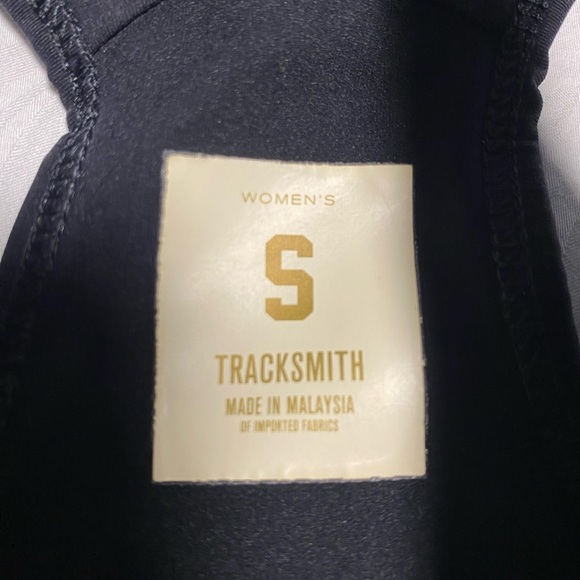 WOMEN'S
S
TRACKSMITH
MADE IN MALAYSIA
OF IMPORTED FABRICS